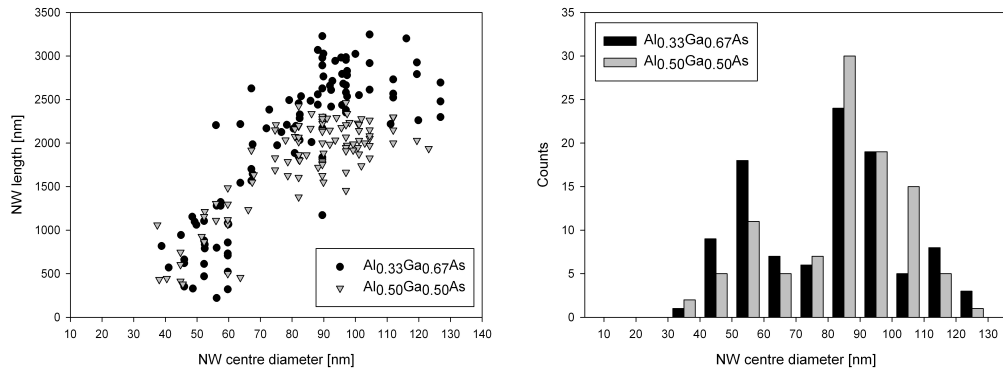 3500
3000
2500
2000
1500
1000
500
0
NW length [nm]
Al0.33Ga0.67As
Al0.50Ga0.50As
10 20 30 40 50 60 70 80 90 100 110 120 130 140
NW centre diameter [nm]
35
30
25
20
15
10
5
0
Counts
Al0.33Ga0.67As
Al0.50Ga0.50As
10 20 30 40 50 60 70 80 90 100 110 120 130
NW centre diameter [nm]